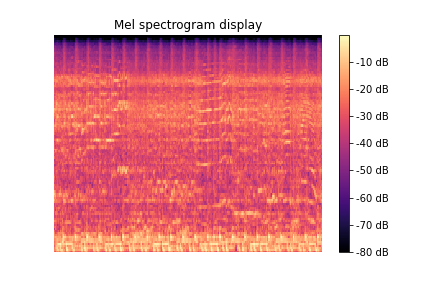 Mel spectrogram display
-10 dB
-20 dB
-30 dB
-40 dB
-50 dB
-60 dB
-70 dB
-80 dB